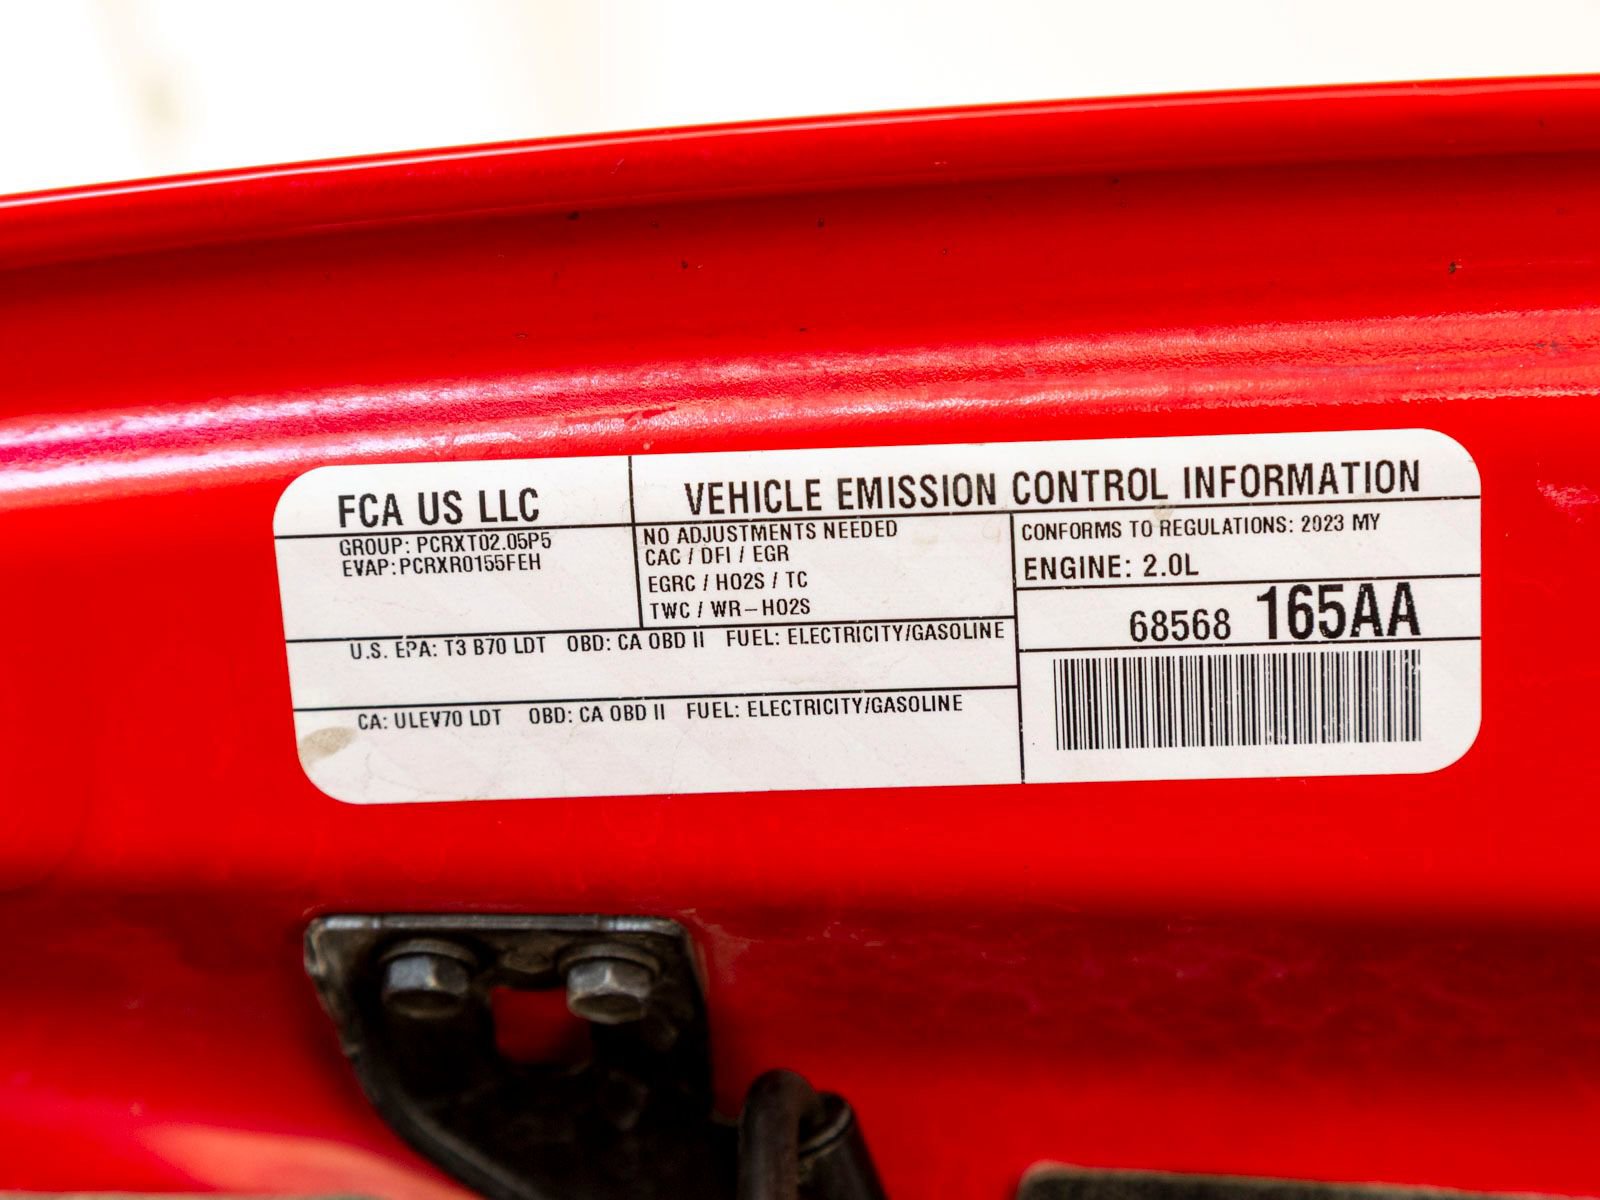 FCA US LLC
VEHICLE EMISSION CONTROL INFORMATION
GROUP: PCRXT02.05P5
EVAP: PCRXR0155FEH
NO ADJUSTMENTS NEEDED
CAC / DFI / EGR
EGRC / HO2S / TC
TWC / WR-HO2S
CONFORMS TO REGULATIONS: 2023 MY
ENGINE: 2.0L
68568 165AA
U.S. EPA: T3 B70 LDT OBD: CA OBD II FUEL: ELECTRICITY/GASOLINE
CA: ULEV70 LDT OBD: CA OBD II FUEL: ELECTRICITY/GASOLINE